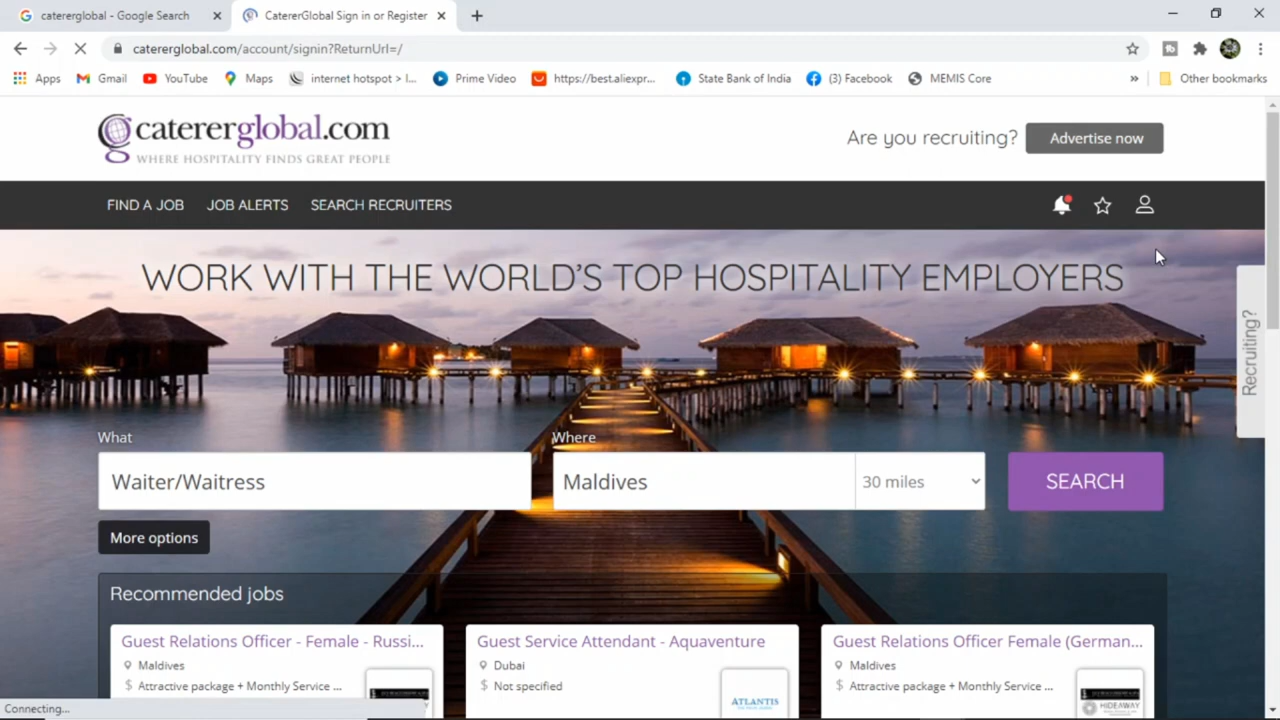 catererglobal - Google Search
CatererGlobal Sign in or Register
catererglobal.com/account/signin?ReturnUrl=/
Apps
Gmail
YouTube
Maps
internet hotspot > I...
Prime Video
https://best.aliexpr...
State Bank of India
(3) Facebook
MEMIS Core
»
Other bookmarks
catererglobal.com
WHERE HOSPITALITY FINDS GREAT PEOPLE
Are you recruiting?
Advertise now
FIND A JOB
JOB ALERTS
SEARCH RECRUITERS
WORK WITH THE WORLD'S TOP HOSPITALITY EMPLOYERS
Recruiting?
What
Where
Waiter/Waitress
Maldives
30 miles
SEARCH
More options
Recommended jobs
Guest Relations Officer - Female - Russi...
Maldives
$ Attractive package + Monthly Service ...
Guest Service Attendant - Aquaventure
Dubai
$ Not specified
ATLANTIS
Guest Relations Officer Female (German...
Maldives
$ Attractive package + Monthly Service ...
HIDEAWAY
Connecting...